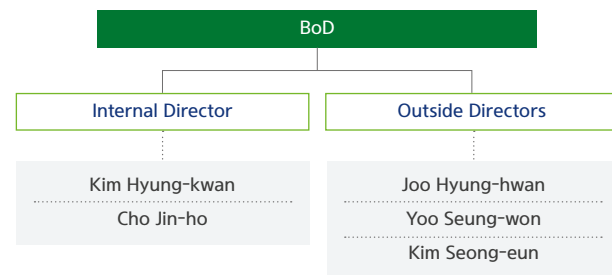 BoD
Internal Director
Outside Directors
Kim Hyung-kwan
Cho Jin-ho
Joo Hyung-hwan
Yoo Seung-won
Kim Seong-eun